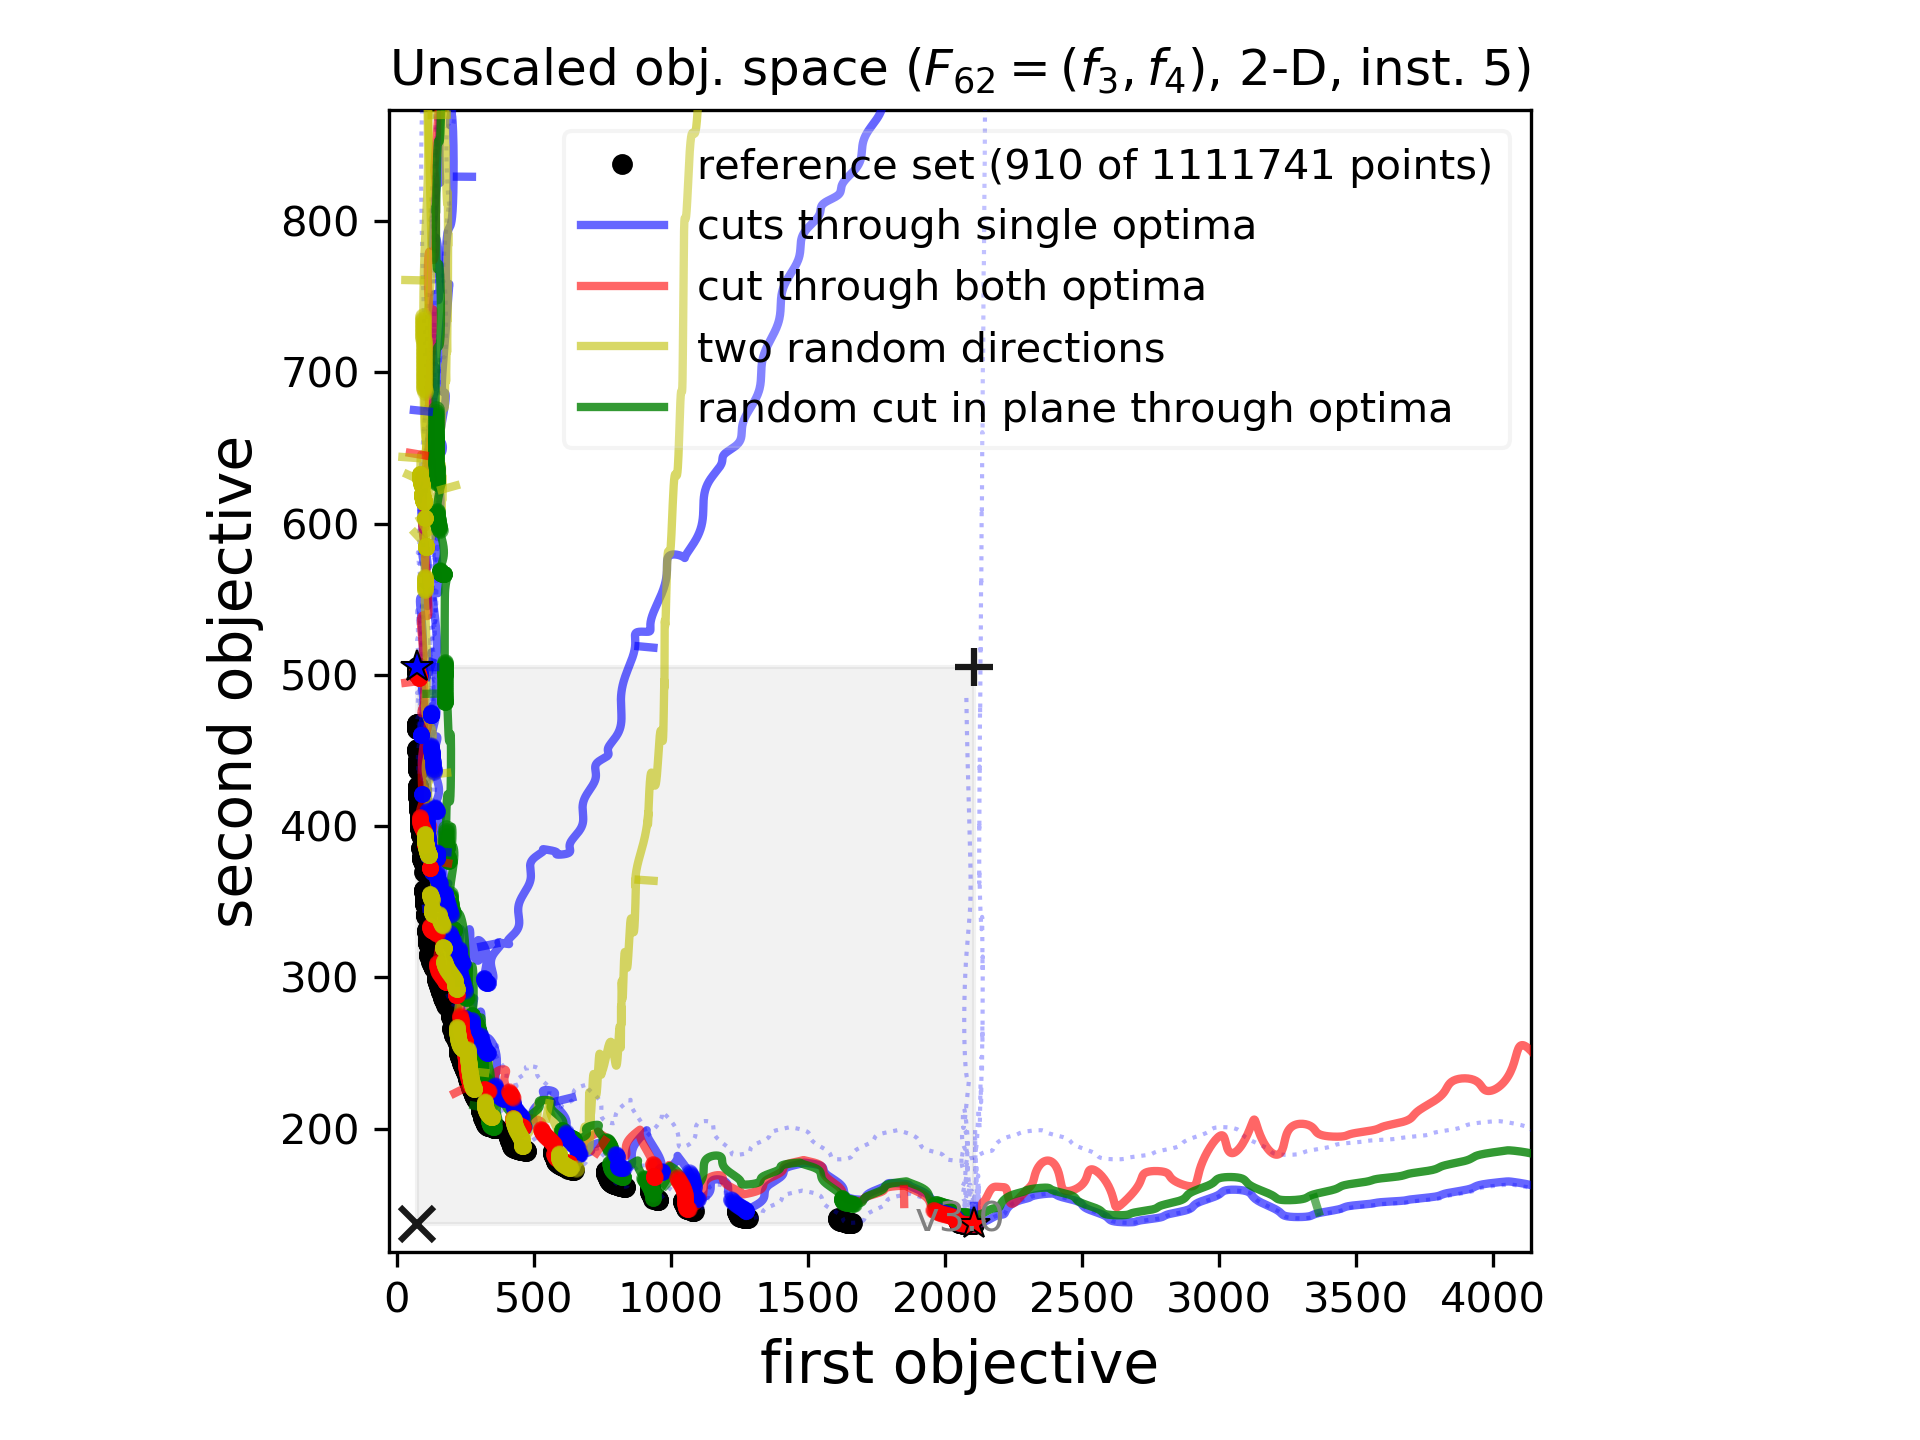 Unscaled obj. space (F₆₂ = (f₃, f₄), 2-D, inst. 5)
reference set (910 of 1111741 points)
cuts through single optima
cut through both optima
two random directions
random cut in plane through optima
800
700
600
500
400
300
200
second objective
0 500 1000 1500 2000 2500 3000 3500 4000
first objective